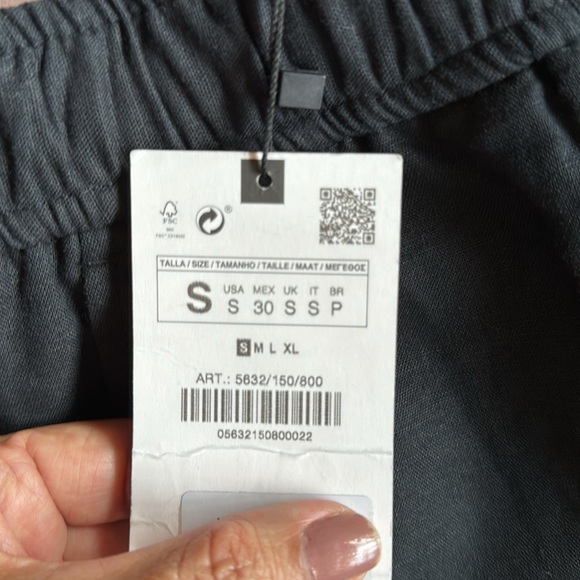 FSC
®
TALLA / SIZE / TAMANHO / TAILLE / MAAT / ΜΕΓΕΘΟΣ
S USA MEX UK IT BR
S 30 S S P
S M L XL
ART.: 5632/150/800
05632150800022